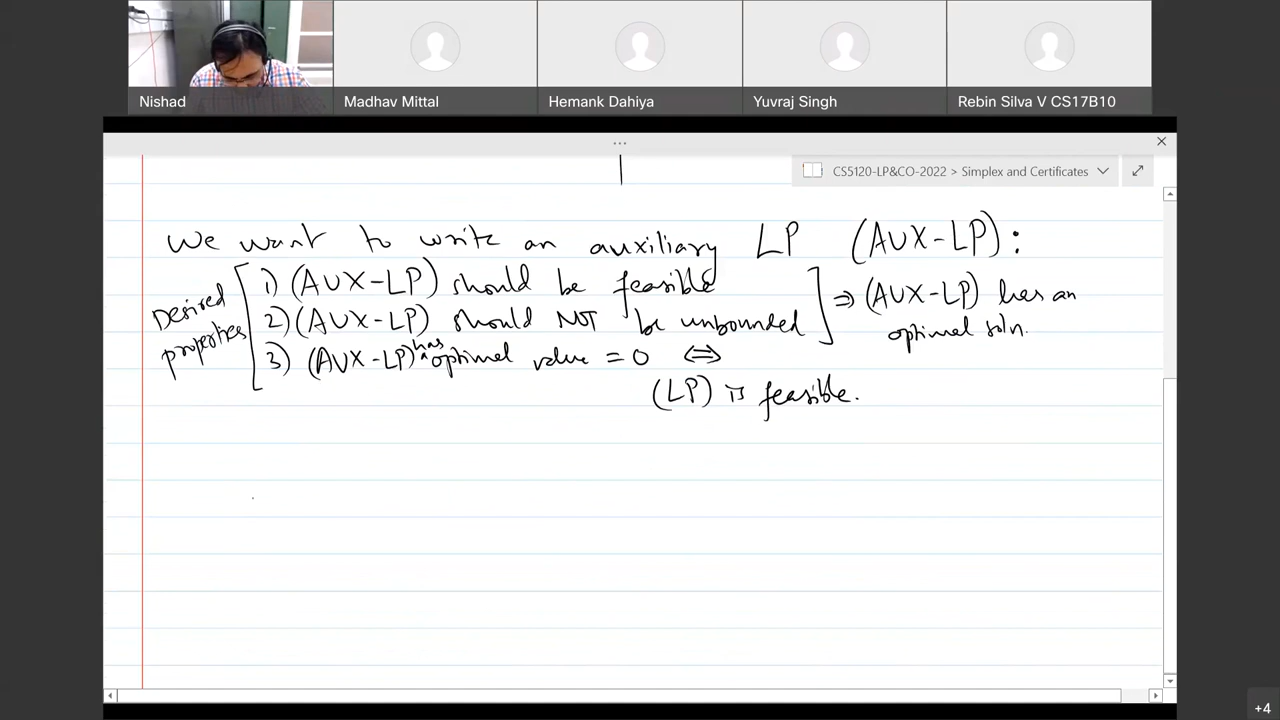 Nishad
Madhav Mittal
Hemank Dahiya
Yuvraj Singh
Rebin Silva V CS17B10
CS5120-LP&CO-2022 > Simplex and Certificates
We want to write an auxiliary LP (AUX-LP):
Desired properties
1) (AUX-LP) should be feasible
2) (AUX-LP) should NOT be unbounded
⇒ (AUX-LP) has an
optimal soln.
3) (AUX-LP) has optimal value = 0 ⇔
(LP) is feasible.
+4